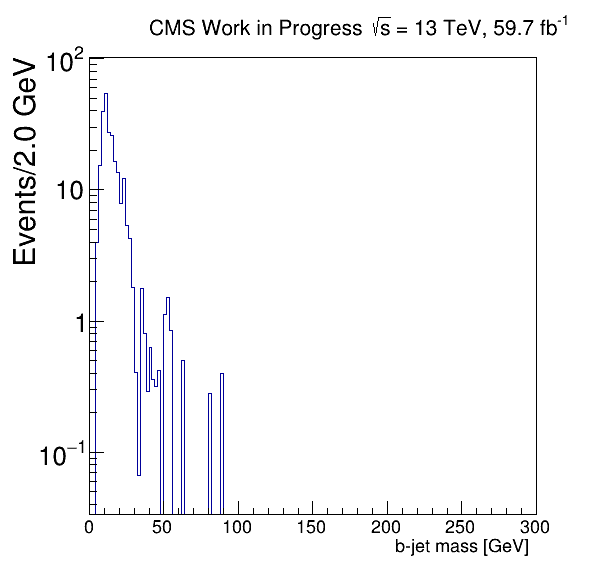 CMS Work in Progress √s = 13 TeV, 59.7 fb⁻¹
Events/2.0 GeV
10²
10
1
10⁻¹
0 50 100 150 200 250 300
b-jet mass [GeV]